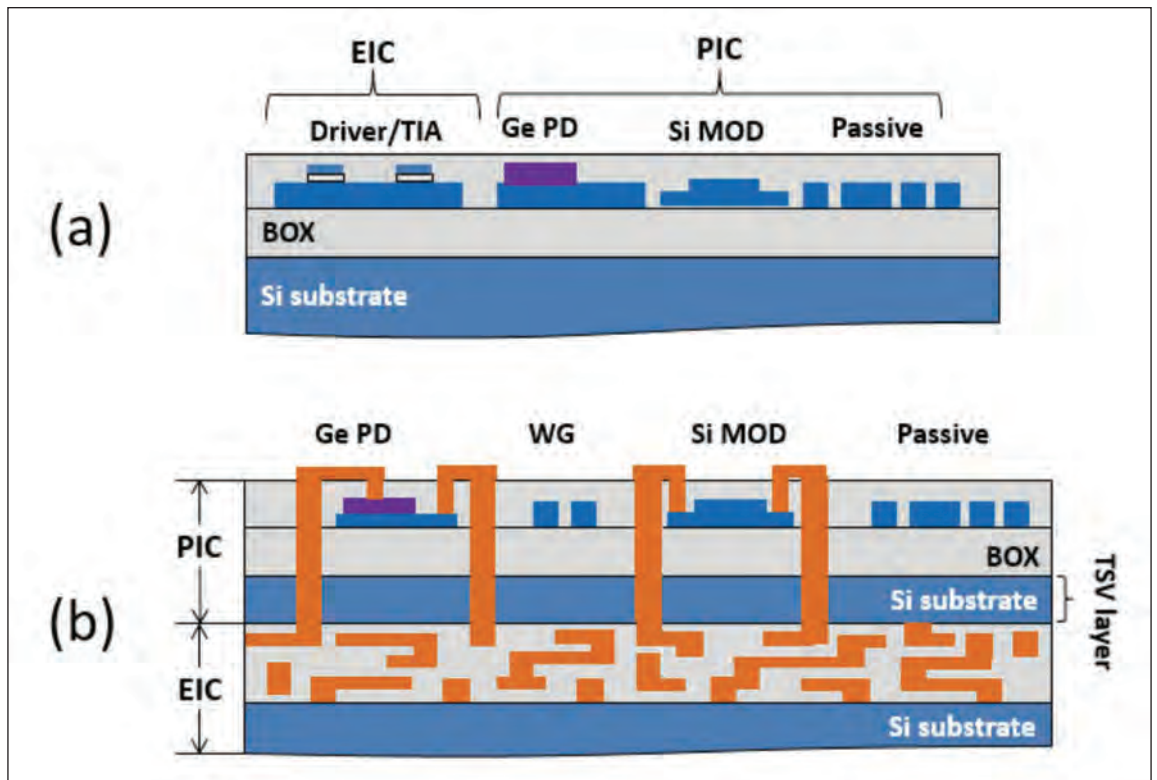 EIC
PIC
Driver/TIA
Ge PD
Si MOD
Passive
(a)
BOX
Si substrate
Ge PD
WG
Si MOD
Passive
PIC
BOX
Si substrate
TSV layer
(b)
EIC
Si substrate